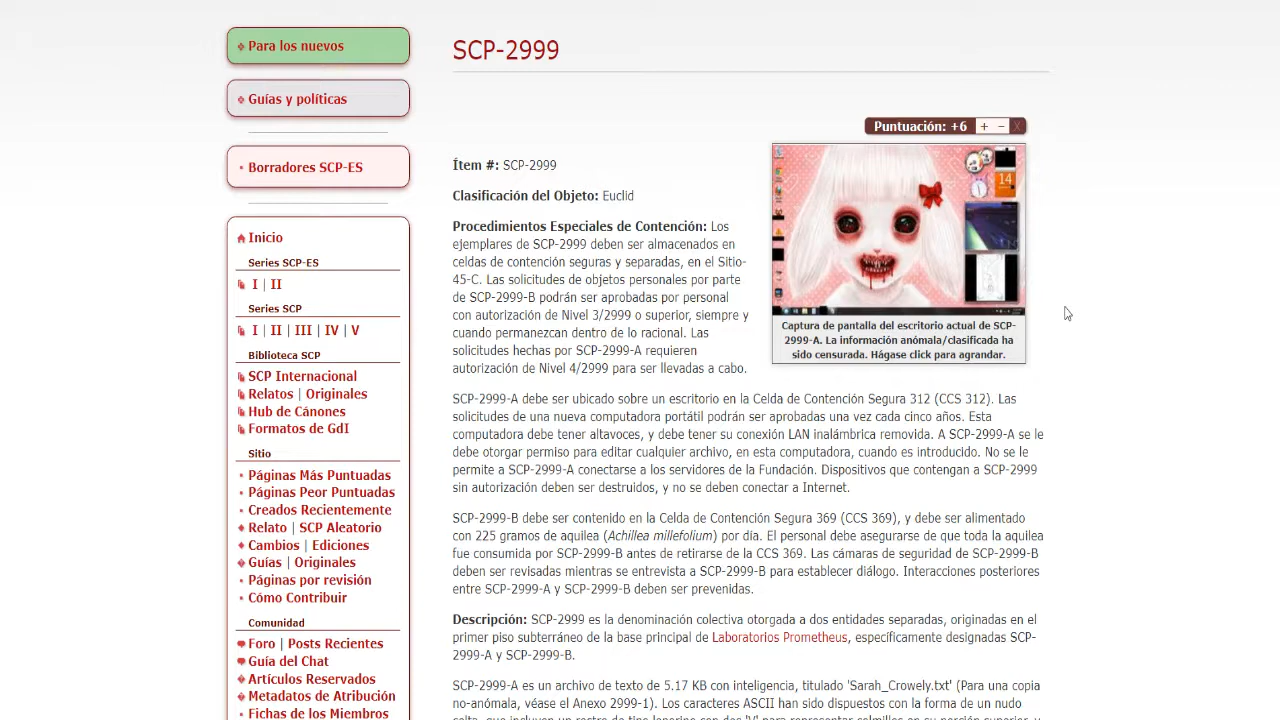 Para los nuevos
Guías y políticas
Borradores SCP-ES
Inicio
Series SCP-ES
I | II
Series SCP
I | II | III | IV | V
Biblioteca SCP
SCP Internacional
Relatos | Originales
Hub de Cánones
Formatos de GdI
Sitio
Páginas Más Puntuadas
Páginas Peor Puntuadas
Creados Recientemente
Relato | SCP Aleatorio
Cambios | Ediciones
Guías | Originales
Páginas por revisión
Cómo Contribuir
Comunidad
Foro | Posts Recientes
Guía del Chat
Artículos Reservados
Metadatos de Atribución
Fichas de los Miembros
SCP-2999
Puntuación: +6 + − X
14
Captura de pantalla del escritorio actual de SCP-
2999-A. La información anómala/clasificada ha
sido censurada. Hágase click para agrandar.
Ítem #: SCP-2999
Clasificación del Objeto: Euclid
Procedimientos Especiales de Contención: Los
ejemplares de SCP-2999 deben ser almacenados en
celdas de contención seguras y separadas, en el Sitio-
45-C. Las solicitudes de objetos personales por parte
de SCP-2999-B podrán ser aprobadas por personal
con autorización de Nivel 3/2999 o superior, siempre y
cuando permanezcan dentro de lo racional. Las
solicitudes hechas por SCP-2999-A requieren
autorización de Nivel 4/2999 para ser llevadas a cabo.
SCP-2999-A debe ser ubicado sobre un escritorio en la Celda de Contención Segura 312 (CCS 312). Las
solicitudes de una nueva computadora portátil podrán ser aprobadas una vez cada cinco años. Esta
computadora debe tener altavoces, y debe tener su conexión LAN inalámbrica removida. A SCP-2999-A se le
debe otorgar permiso para editar cualquier archivo, en esta computadora, cuando es introducido. No se le
permite a SCP-2999-A conectarse a los servidores de la Fundación. Dispositivos que contengan a SCP-2999
sin autorización deben ser destruidos, y no se deben conectar a Internet.
SCP-2999-B debe ser contenido en la Celda de Contención Segura 369 (CCS 369), y debe ser alimentado
con 225 gramos de aquilea (Achillea millefolium) por día. El personal debe asegurarse de que toda la aquilea
fue consumida por SCP-2999-B antes de retirarse de la CCS 369. Las cámaras de seguridad de SCP-2999-B
deben ser revisadas mientras se entrevista a SCP-2999-B para establecer diálogo. Interacciones posteriores
entre SCP-2999-A y SCP-2999-B deben ser prevenidas.
Descripción: SCP-2999 es la denominación colectiva otorgada a dos entidades separadas, originadas en el
primer piso subterráneo de la base principal de Laboratorios Prometheus, específicamente designadas SCP-
2999-A y SCP-2999-B.
SCP-2999-A es un archivo de texto de 5.17 KB con inteligencia, titulado 'Sarah_Crowely.txt' (Para una copia
no-anómala, véase el Anexo 2999-1). Los caracteres ASCII han sido dispuestos con la forma de un nudo